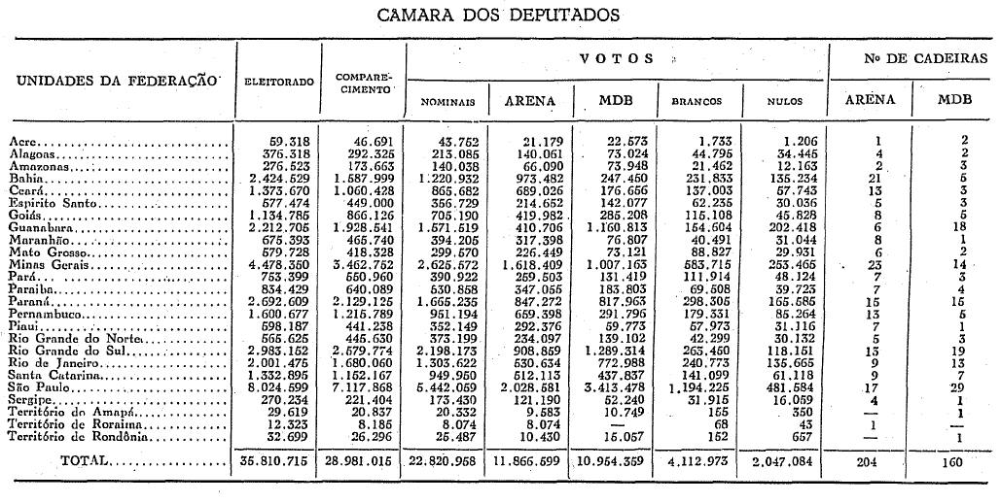 CAMARA DOS DEPUTADOS
UNIDADES DA FEDERAÇÃO ELEITORADO COMPARE-CIMENTO VOTOS Nº DE CADEIRAS
NOMINAIS ARENA MDB BRANCOS NULOS ARENA MDB
Acre 59.318 46.691 43.752 21.179 22.573 1.733 1.206 1 2
Alagoas 376.318 292.325 213.085 140.061 73.024 44.795 34.445 4 2
Amazonas 276.523 173.663 140.038 66.090 73.948 21.462 12.163 2 3
Bahia 2.424.529 1.587.999 1.220.932 973.482 247.450 231.833 135.234 21 5
Ceará 1.373.670 1.060.428 865.682 689.026 176.656 137.003 57.743 13 3
Espirito Santo 577.474 449.000 356.729 214.652 142.077 62.235 30.036 5 3
Goiás 1.134.785 866.126 705.190 419.982 285.208 115.108 45.828 8 5
Guanabara 2.212.705 1.928.541 1.571.519 410.706 1.160.813 154.604 202.418 6 18
Maranhão 675.393 465.740 394.205 317.398 76.807 40.491 31.044 8 1
Mato Grosso 579.728 418.328 299.570 226.449 73.121 88.827 29.931 6 2
Minas Gerais 4.478.350 3.462.752 2.625.572 1.618.409 1.007.163 583.715 253.465 23 14
Pará 753.399 550.960 390.922 259.503 131.419 111.914 48.124 7 3
Paraiba 834.429 640.089 530.858 347.055 183.803 69.508 39.723 7 4
Paraná 2.692.609 2.129.125 1.665.235 847.272 817.963 298.305 165.585 15 15
Pernambuco 1.600.677 1.215.789 951.194 659.398 291.796 179.331 85.264 13 5
Piaui 598.187 441.238 352.149 292.376 59.773 57.973 31.116 7 1
Rio Grande do Norte 565.625 445.630 373.199 234.097 139.102 42.299 30.132 5 3
Rio Grande do Sul 2.983.152 2.579.774 2.198.173 908.859 1.289.314 263.450 118.151 13 19
Rio de Janeiro 2.001.475 1.680.060 1.303.622 530.634 772.988 240.773 135.665 9 13
Santa Catarina 1.332.895 1.152.167 949.950 512.113 437.837 141.099 61.118 9 7
São Paulo 8.024.599 7.117.868 5.442.059 2.028.581 3.413.478 1.194.225 481.584 17 29
Sergipe 270.234 221.404 173.430 121.190 52.240 31.915 16.059 4 1
Território do Amapá 29.619 20.837 20.332 9.583 10.749 155 350 — 1
Território de Roraima 12.323 8.185 8.074 8.074 — 68 43 1 —
Território de Rondônia 32.699 26.296 25.487 10.430 15.057 152 657 — 1
TOTAL 35.810.715 28.981.015 22.820.958 11.866.599 10.954.359 4.112.973 2.047.084 204 160